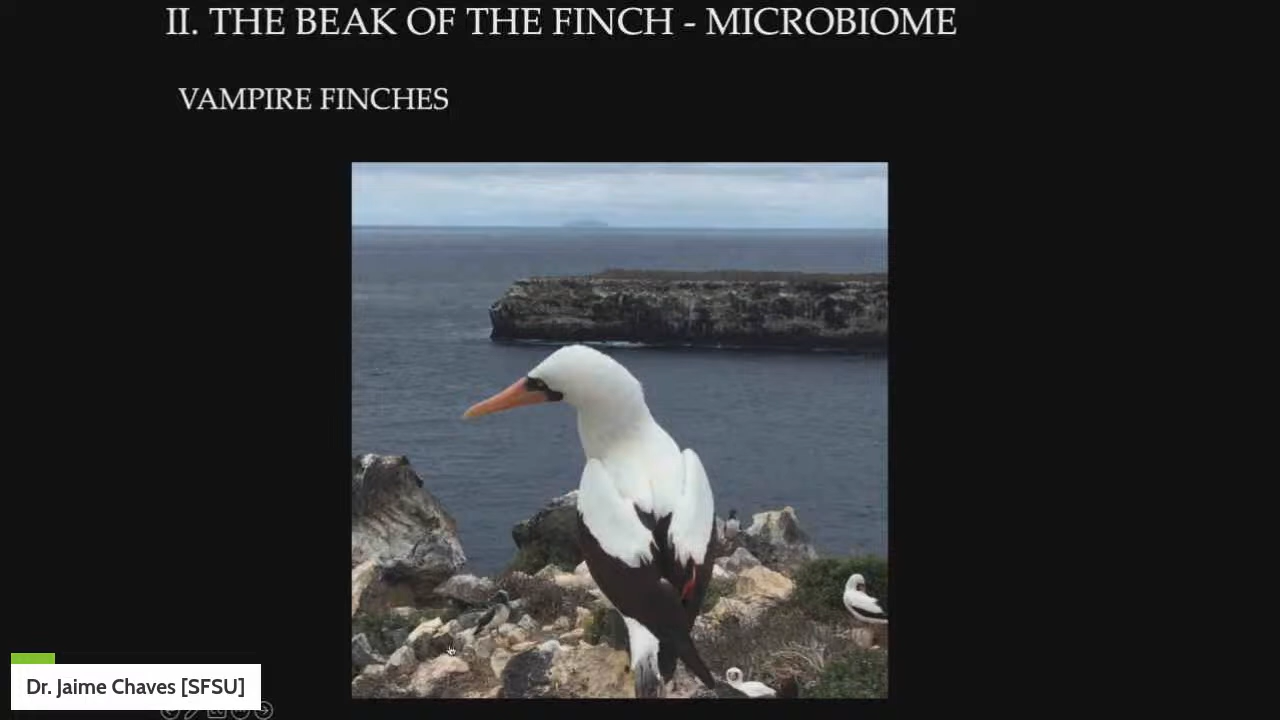 II. THE BEAK OF THE FINCH - MICROBIOME
VAMPIRE FINCHES
Dr. Jaime Chaves [SFSU]